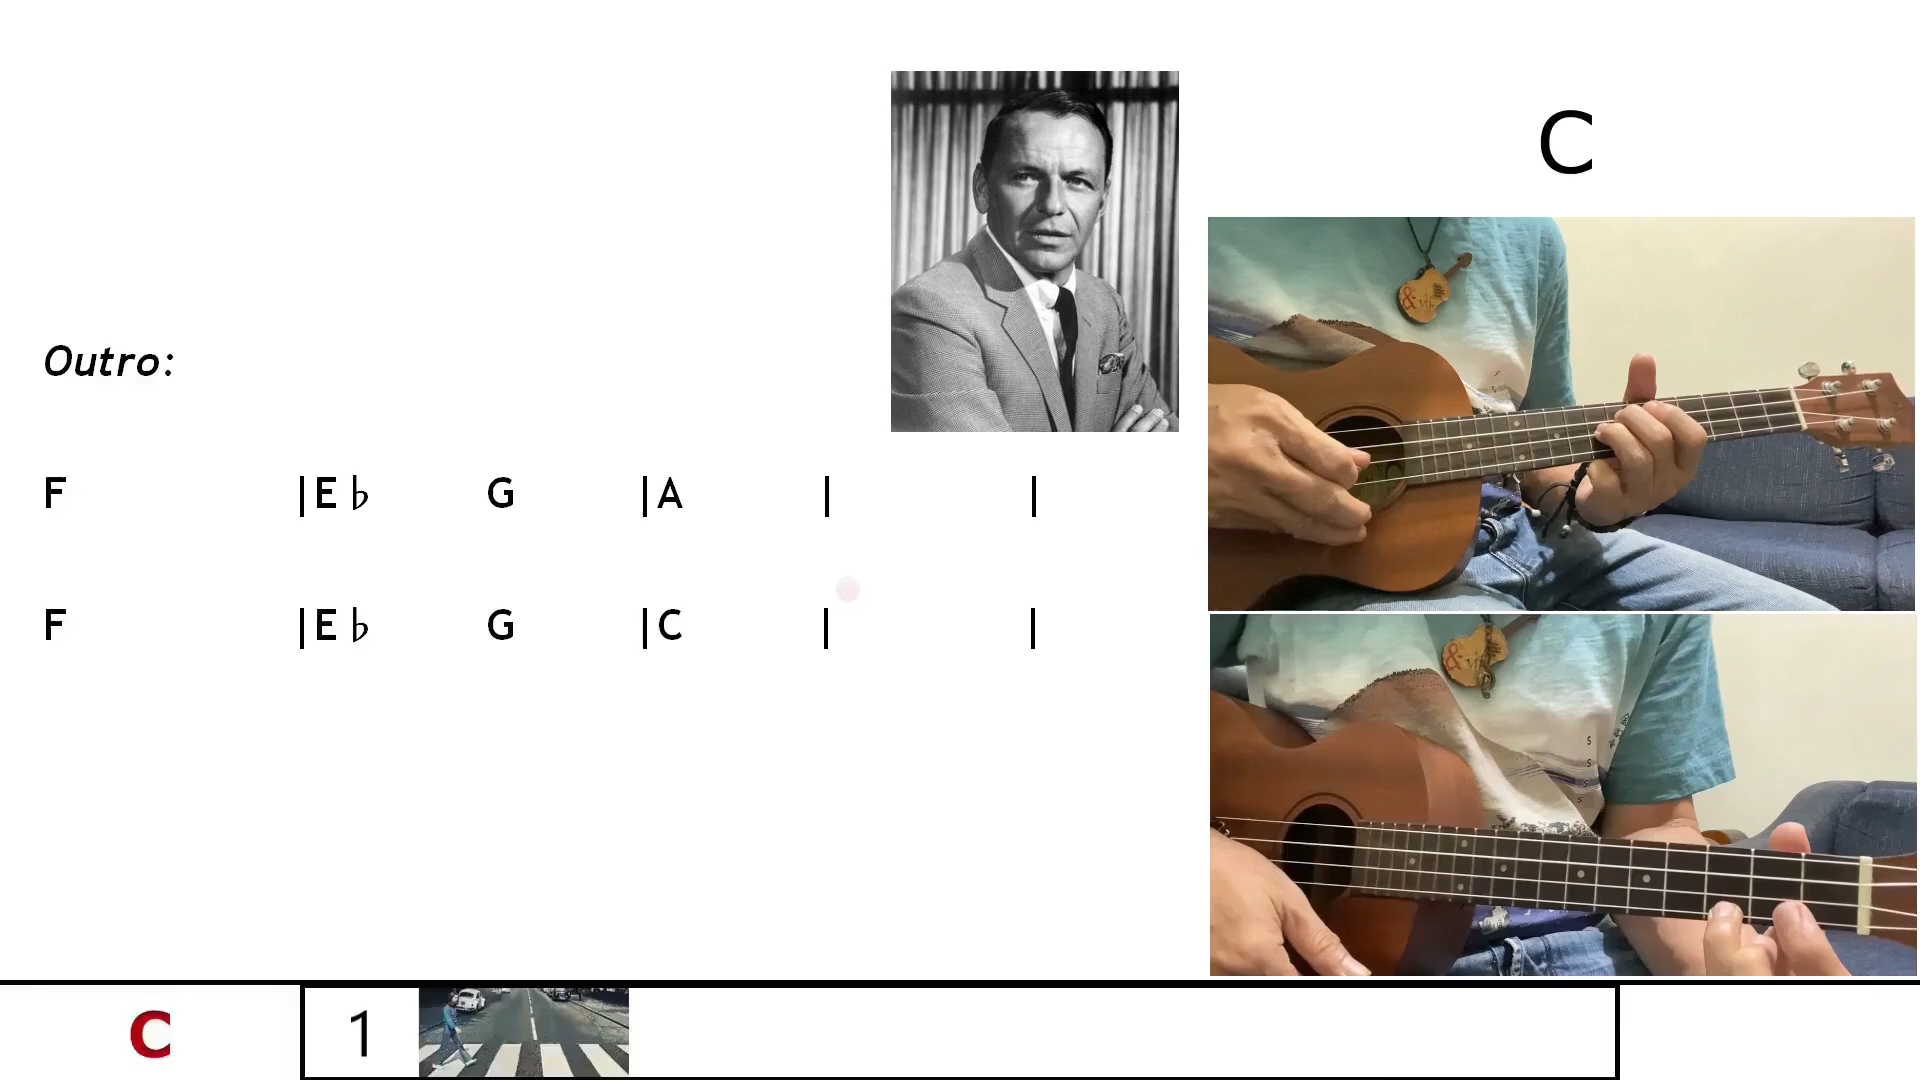 C
Outro:
F |E♭ G |A | |
F |E♭ G |C | |
C 1